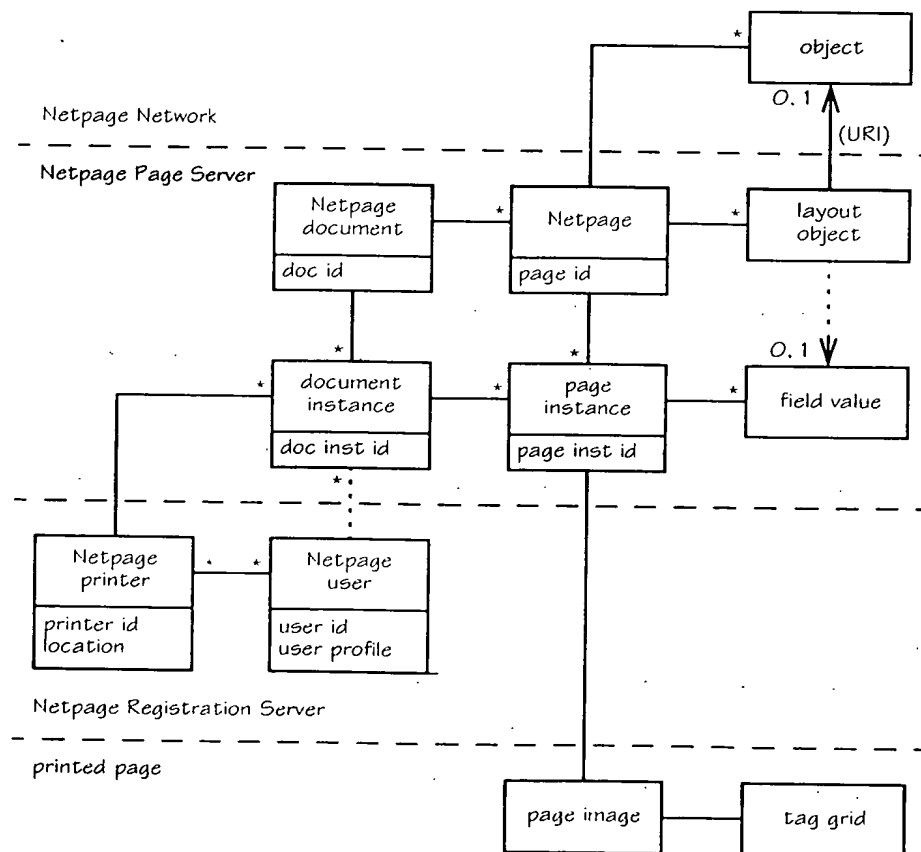 * object
0.1
Netpage Network
(URI)
Netpage Page Server
Netpage
document
doc id
*
Netpage
page id
*
layout
object
*
*
0.1
*
document
instance
doc inst id
*
page
instance
page inst id
*
field value
*
Netpage
printer
printer id
location
* *
Netpage
user
user id
user profile
Netpage Registration Server
printed page
page image
tag grid